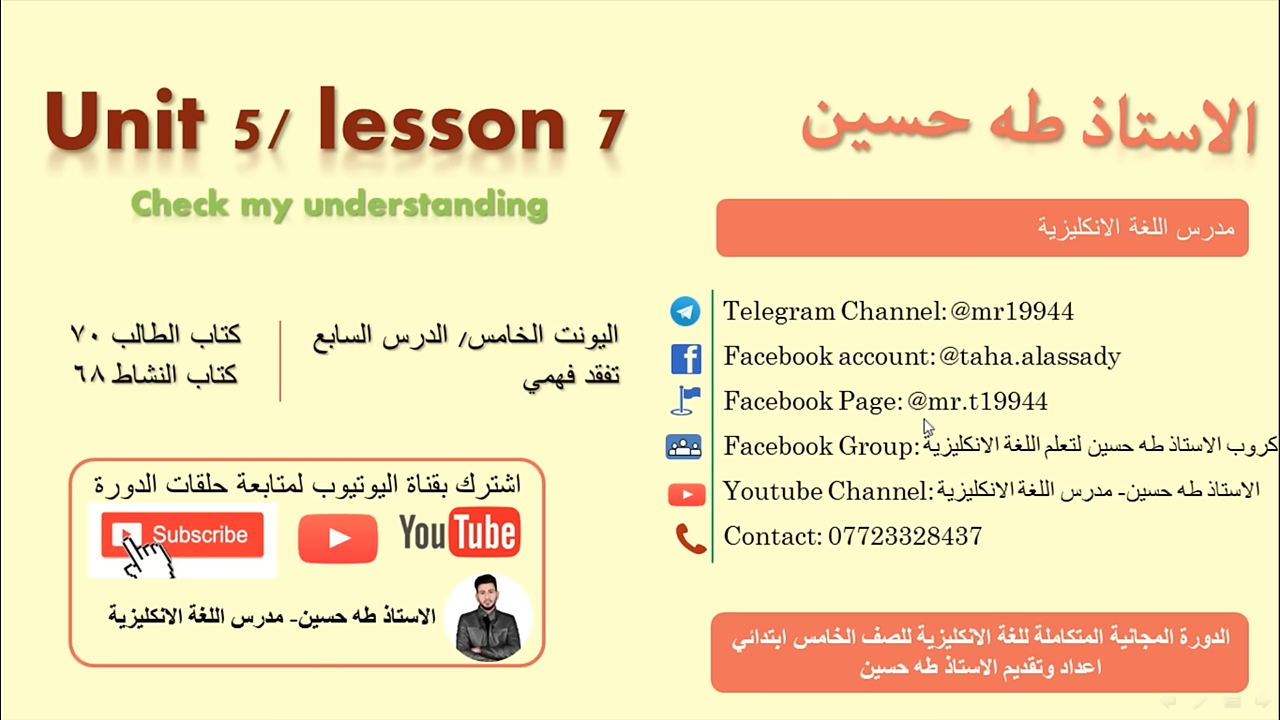 Unit 5/ lesson 7
Check my understanding
اليونت الخامس/ الدرس السابع
تفقد فهمي
كتاب الطالب ٧٠
كتاب النشاط ٦٨
اشترك بقناة اليوتيوب لمتابعة حلقات الدورة
Subscribe
YouTube
الاستاذ طه حسين- مدرس اللغة الانكليزية
الاستاذ طه حسين
مدرس اللغة الانكليزية
Telegram Channel: @mr19944
Facebook account: @taha.alassady
Facebook Page: @mr.t19944
Facebook Group: كروب الاستاذ طه حسين لتعلم اللغة الانكليزية
Youtube Channel: الاستاذ طه حسين- مدرس اللغة الانكليزية
Contact: 07723328437
الدورة المجانية المتكاملة للغة الانكليزية للصف الخامس ابتدائي
اعداد وتقديم الاستاذ طه حسين